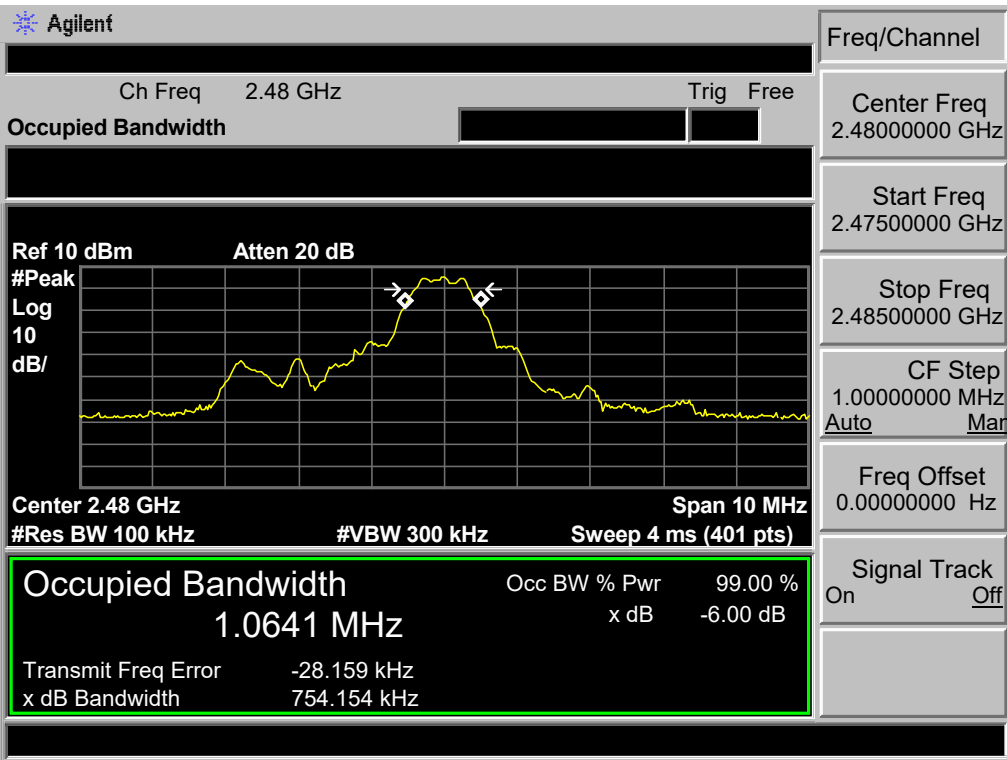 Agilent
Freq/Channel
Ch Freq 2.48 GHz Trig Free
Occupied Bandwidth
Center Freq
2.48000000 GHz
Start Freq
2.47500000 GHz
Ref 10 dBm Atten 20 dB
#Peak
Log
10
dB/
Stop Freq
2.48500000 GHz
CF Step
1.00000000 MHz
Auto Man
Freq Offset
0.00000000 Hz
Center 2.48 GHz Span 10 MHz
#Res BW 100 kHz #VBW 300 kHz Sweep 4 ms (401 pts)
Signal Track
On Off
Occupied Bandwidth Occ BW % Pwr 99.00 %
1.0641 MHz x dB -6.00 dB
Transmit Freq Error -28.159 kHz
x dB Bandwidth 754.154 kHz